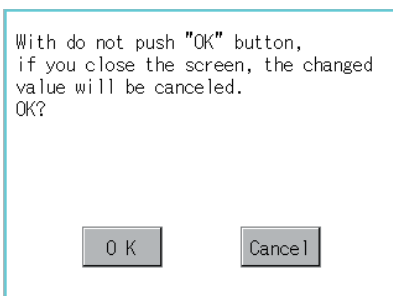 With do not push "OK" button,
if you close the screen, the changed
value will be canceled.
OK?
O K
Cancel